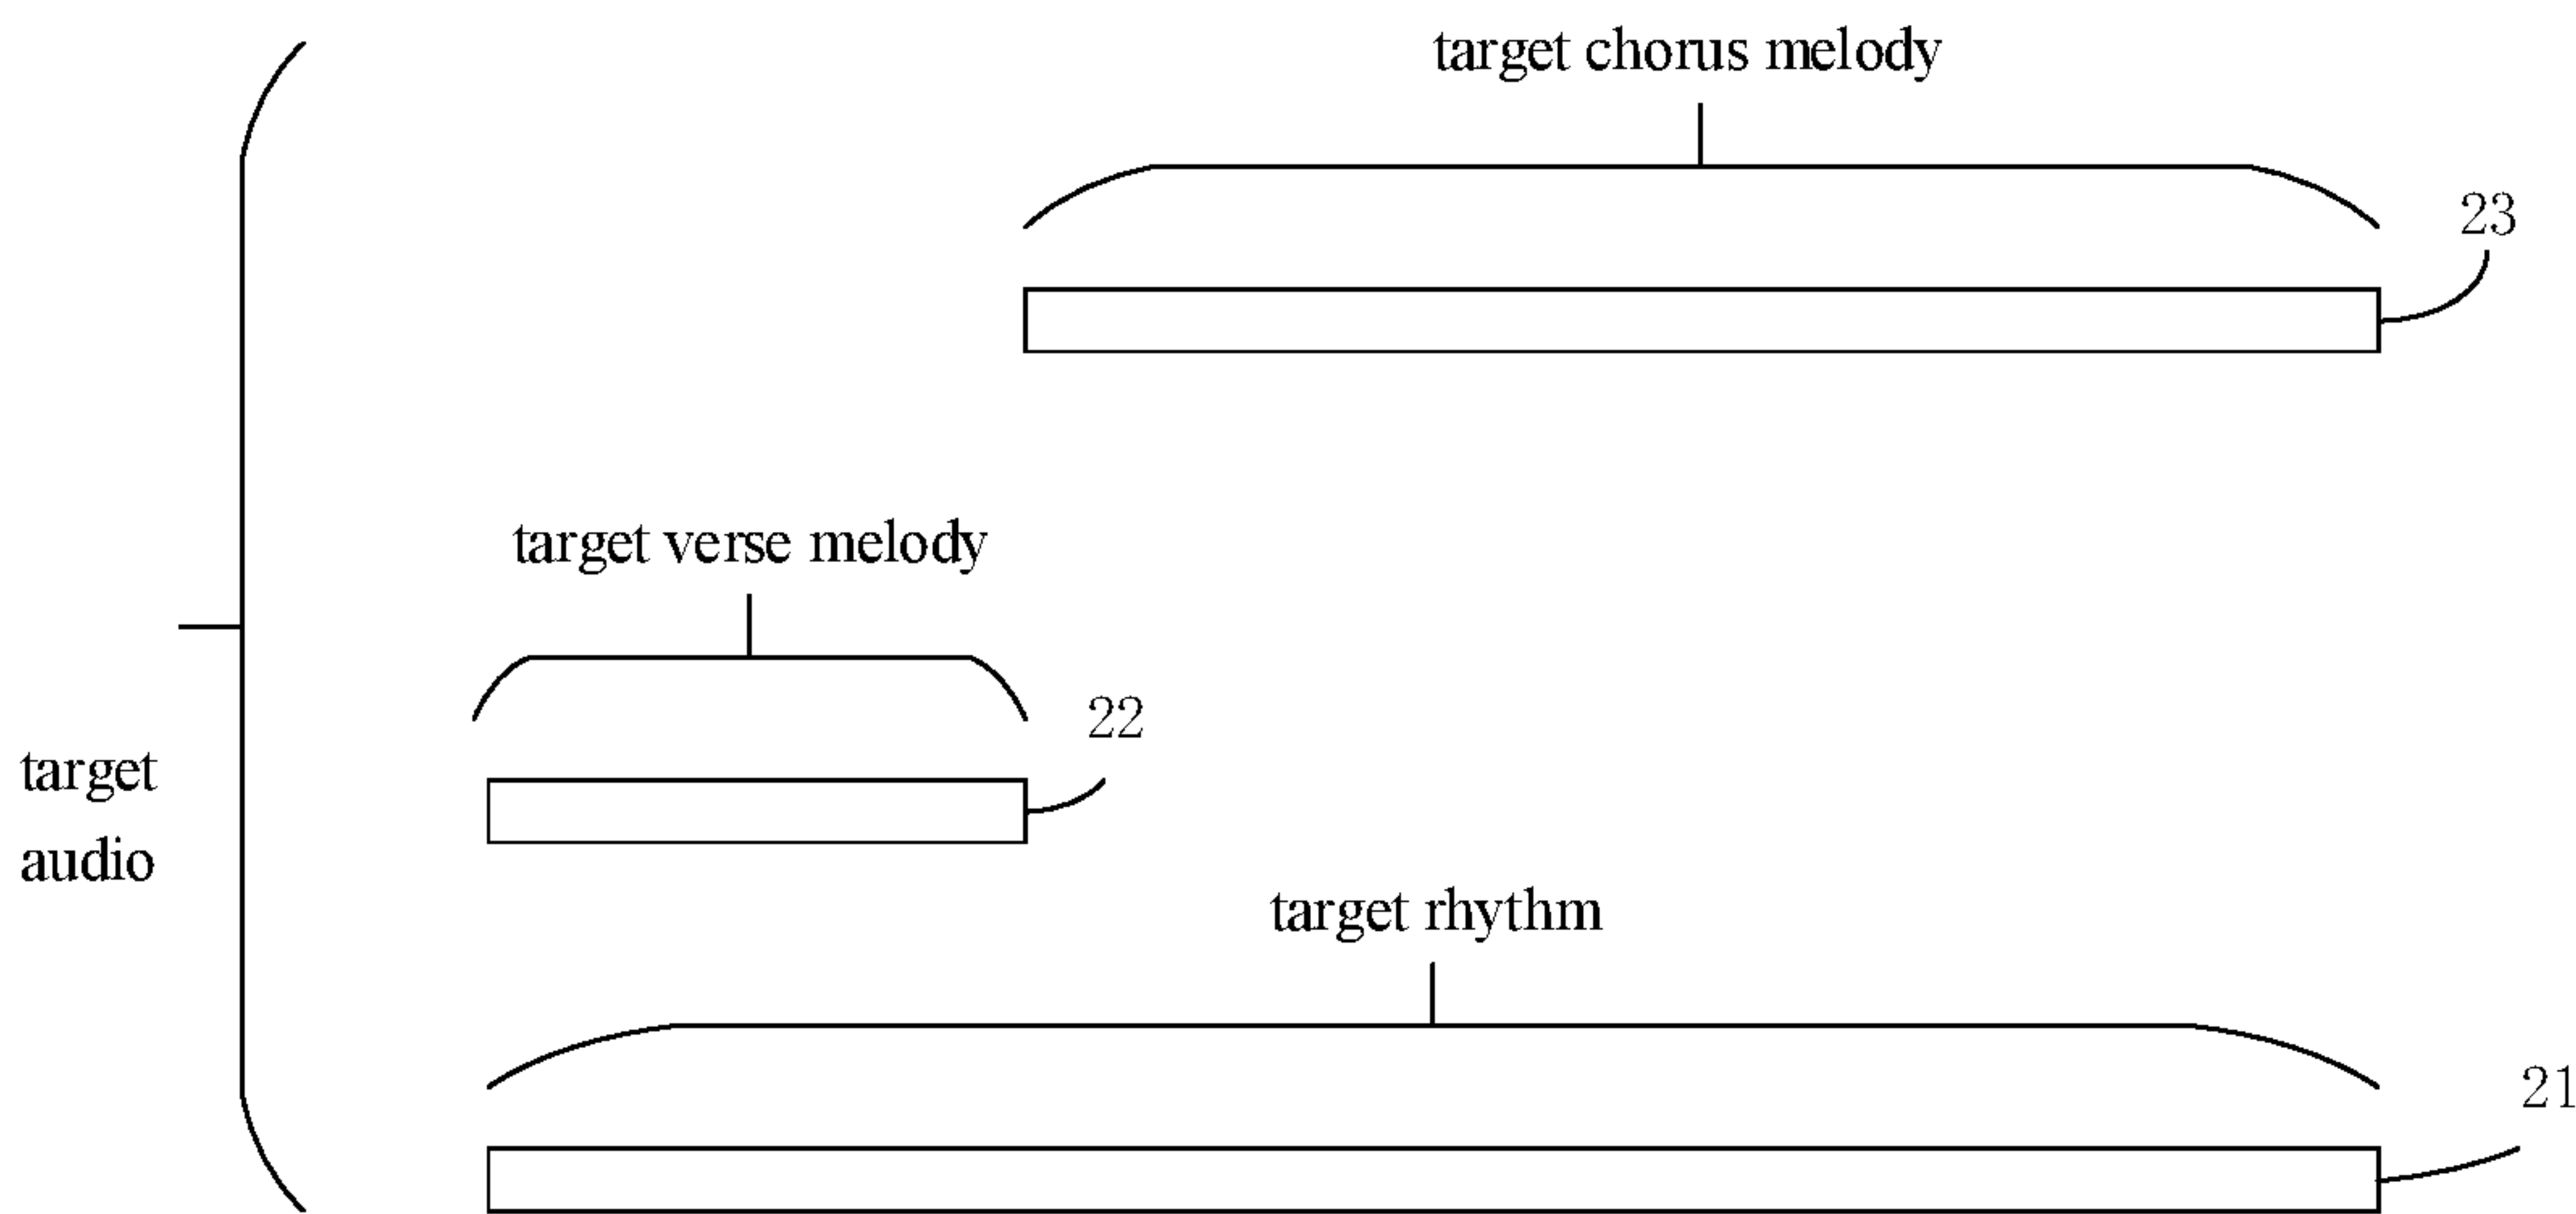 target chorus melody
23
target verse melody
22
target
audio
target rhythm
21